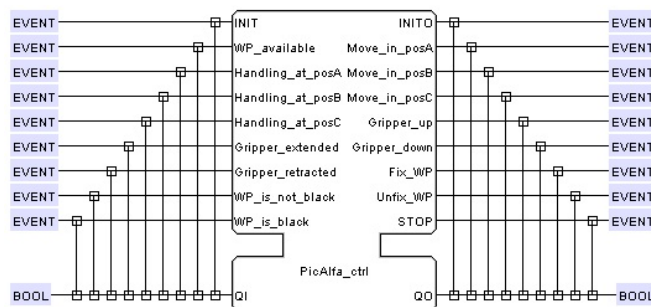 EVENT INIT INITO EVENT
EVENT WP_available Move_in_posA EVENT
EVENT Handling_at_posA Move_in_posB EVENT
EVENT Handling_at_posB Move_in_posC EVENT
EVENT Handling_at_posC Gripper_up EVENT
EVENT Gripper_extended Gripper_down EVENT
EVENT Gripper_retracted Fix_WP EVENT
EVENT WP_is_not_black Unfix_WP EVENT
EVENT WP_is_black STOP EVENT
PicAlfa_ctrl
BOOL QI QO BOOL